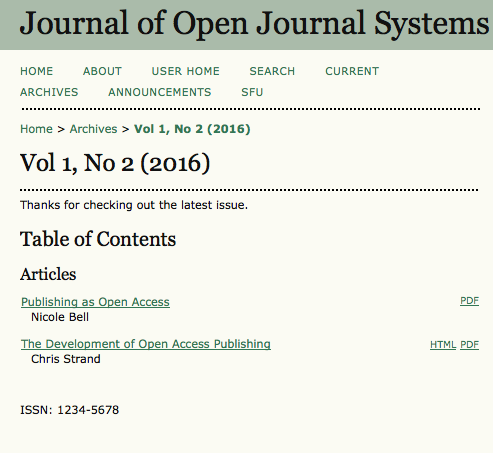 Journal of Open Journal Systems
HOME ABOUT USER HOME SEARCH CURRENT
ARCHIVES ANNOUNCEMENTS SFU
Home > Archives > Vol 1, No 2 (2016)
Vol 1, No 2 (2016)
Thanks for checking out the latest issue.
Table of Contents
Articles
Publishing as Open Access PDF
Nicole Bell
The Development of Open Access Publishing HTML PDF
Chris Strand
ISSN: 1234-5678